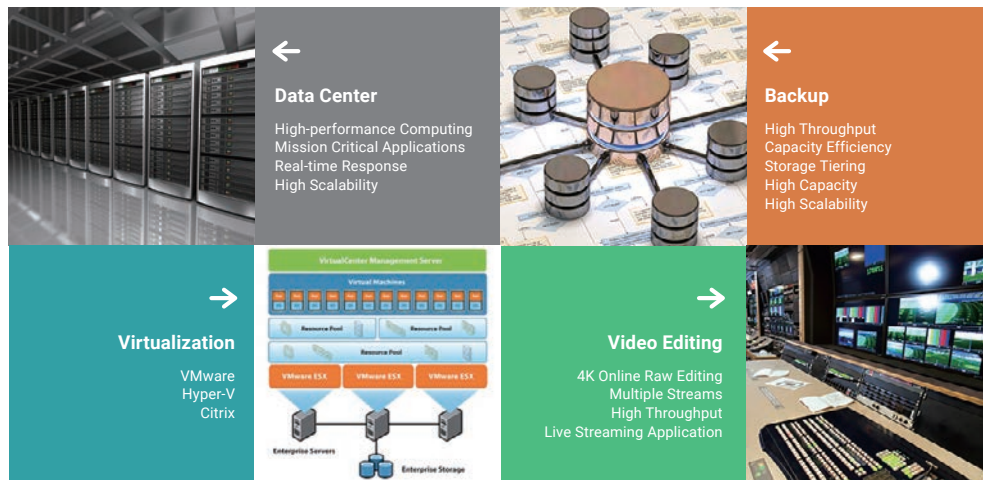 Data Center
High-performance Computing
Mission Critical Applications
Real-time Response
High Scalability
Backup
High Throughput
Capacity Efficiency
Storage Tiering
High Capacity
High Scalability
Virtualization
VMware
Hyper-V
Citrix
VirtualCenter Management Server
Virtual Machines
Resource Pool
Resource Pool
Resource Pool
VMware ESX
VMware ESX
VMware ESX
Enterprise Servers
Enterprise Storage
Video Editing
4K Online Raw Editing
Multiple Streams
High Throughput
Live Streaming Application